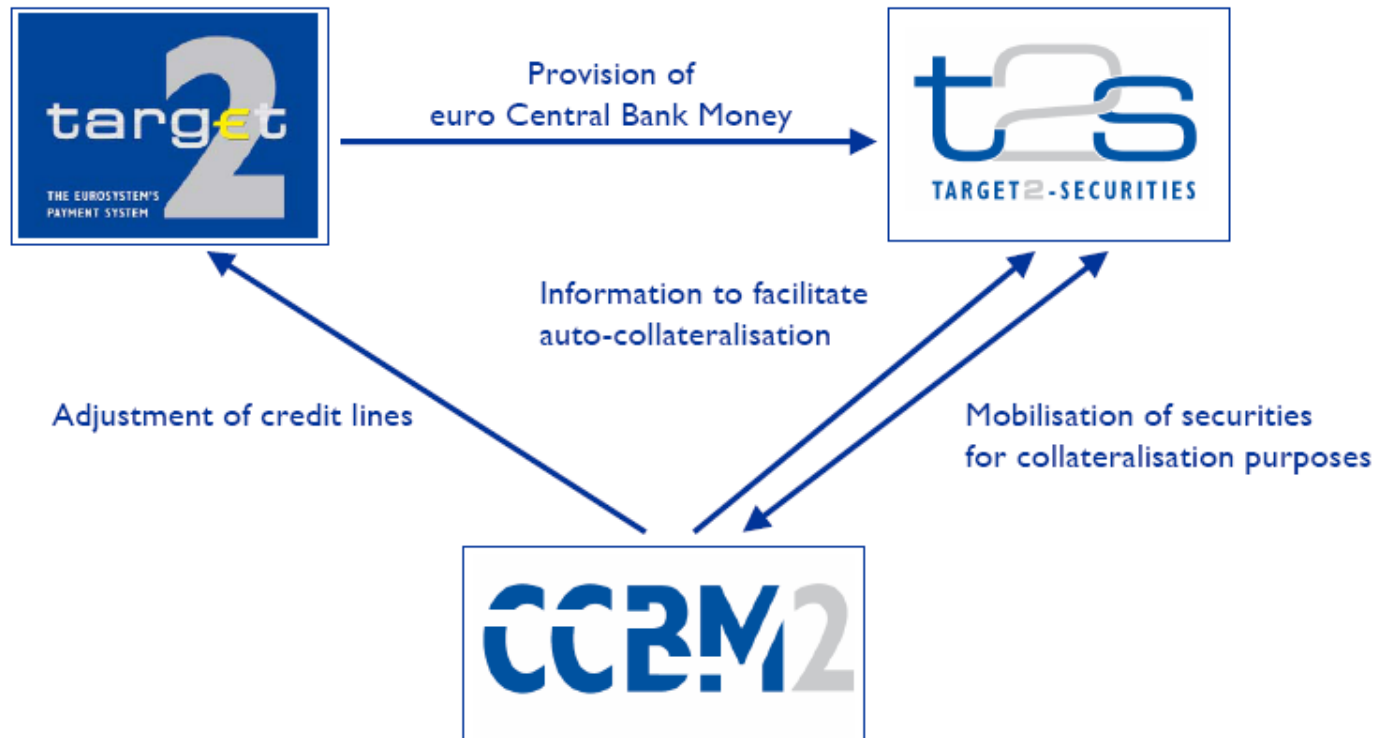 target
2
THE EUROSYSTEM'S
PAYMENT SYSTEM
Provision of
euro Central Bank Money
t2s
TARGET2-SECURITIES
Information to facilitate
auto-collateralisation
Adjustment of credit lines
Mobilisation of securities
for collateralisation purposes
CCBM2